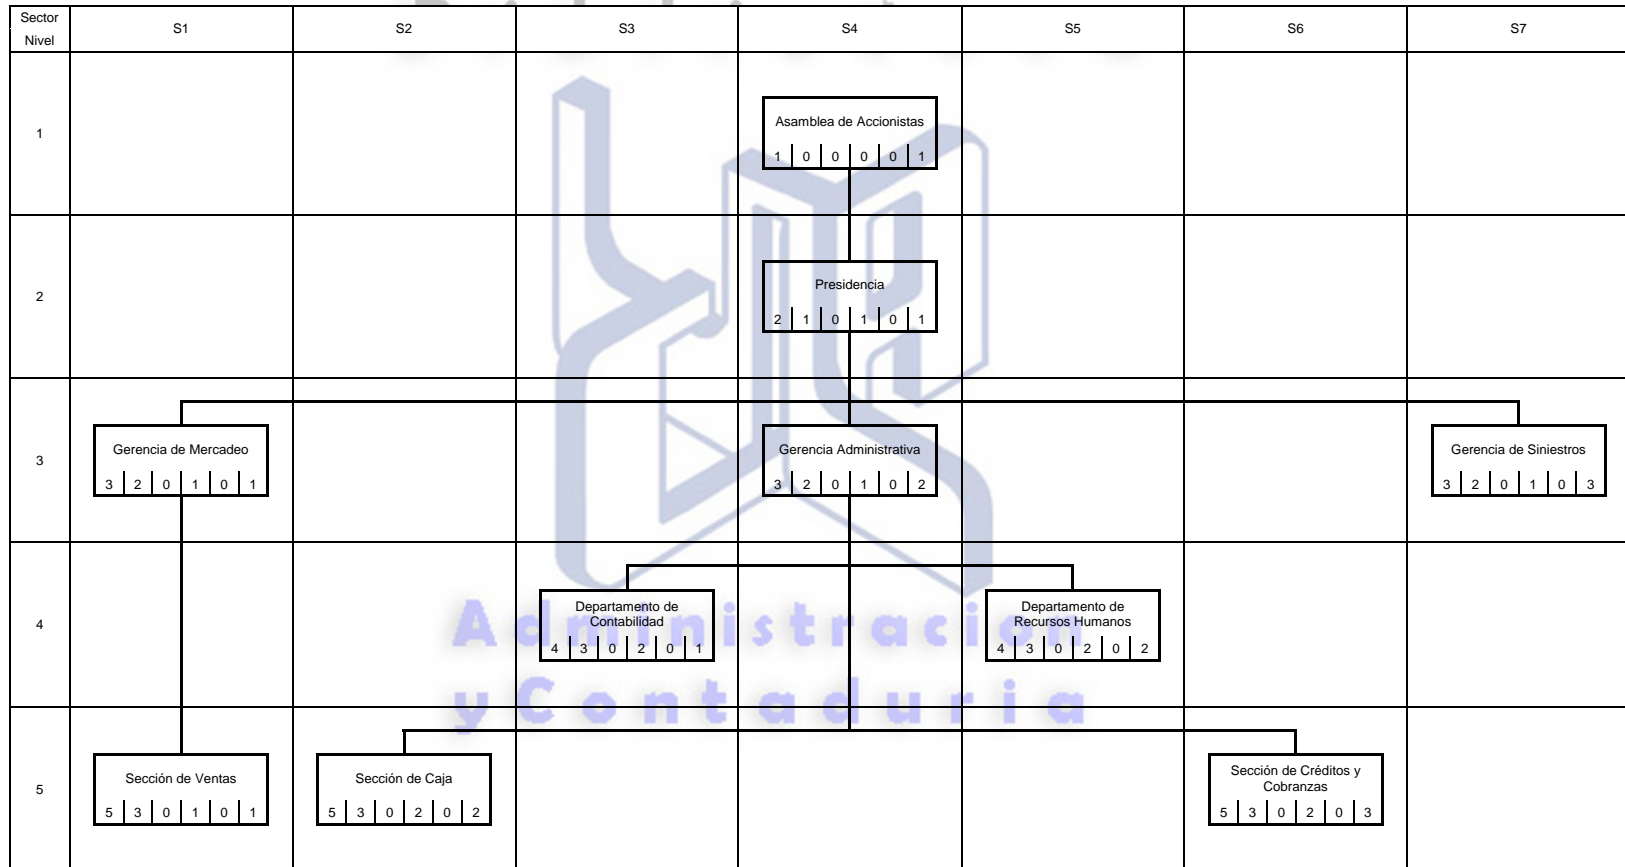 Sector
Nivel
S1 S2 S3 S4 S5 S6 S7
1
Asamblea de Accionistas
1 0 0 0 0 1
2
Presidencia
2 1 0 1 0 1
3
Gerencia de Mercadeo
3 2 0 1 0 1
Gerencia Administrativa
3 2 0 1 0 2
Gerencia de Siniestros
3 2 0 1 0 3
4
Departamento de
Contabilidad
4 3 0 2 0 1
Departamento de
Recursos Humanos
4 3 0 2 0 2
Administracion
y Contaduria
5
Sección de Ventas
5 3 0 1 0 1
Sección de Caja
5 3 0 2 0 2
Sección de Créditos y
Cobranzas
5 3 0 2 0 3